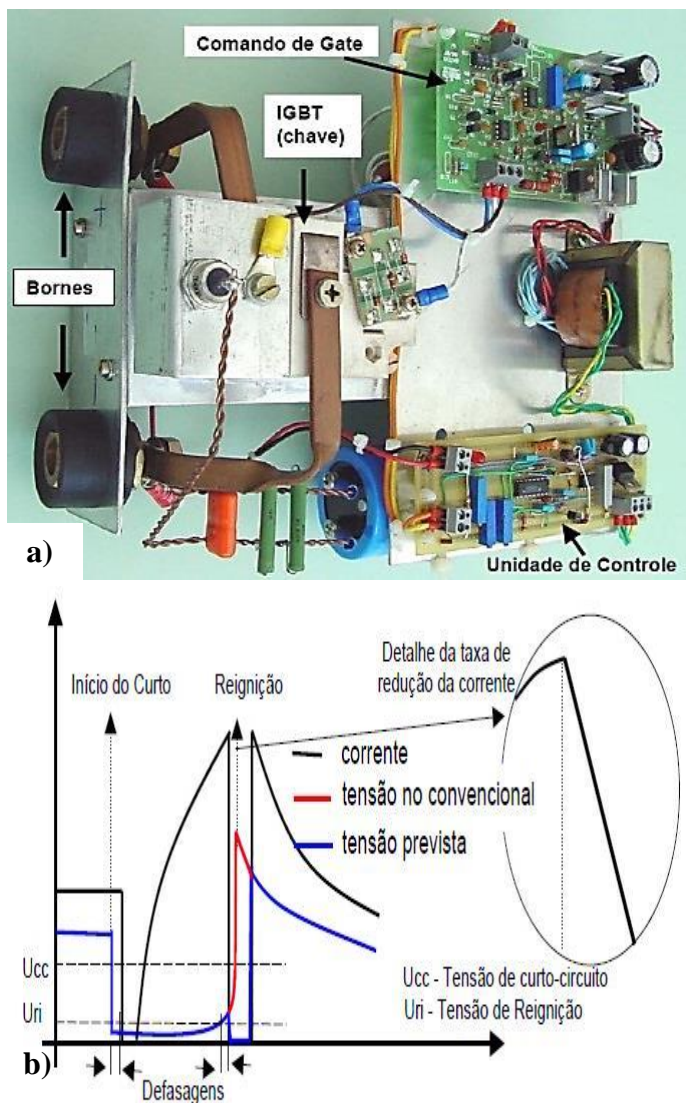 Comando de Gate
IGBT
(chave)
Bornes
Unidade de Controle
a)
Início do Curto
Reignição
Detalhe da taxa de
redução da corrente
corrente
tensão no convencional
tensão prevista
Ucc
Uri
Ucc - Tensão de curto-circuito
Uri - Tensão de Reignição
b)
Defasagens